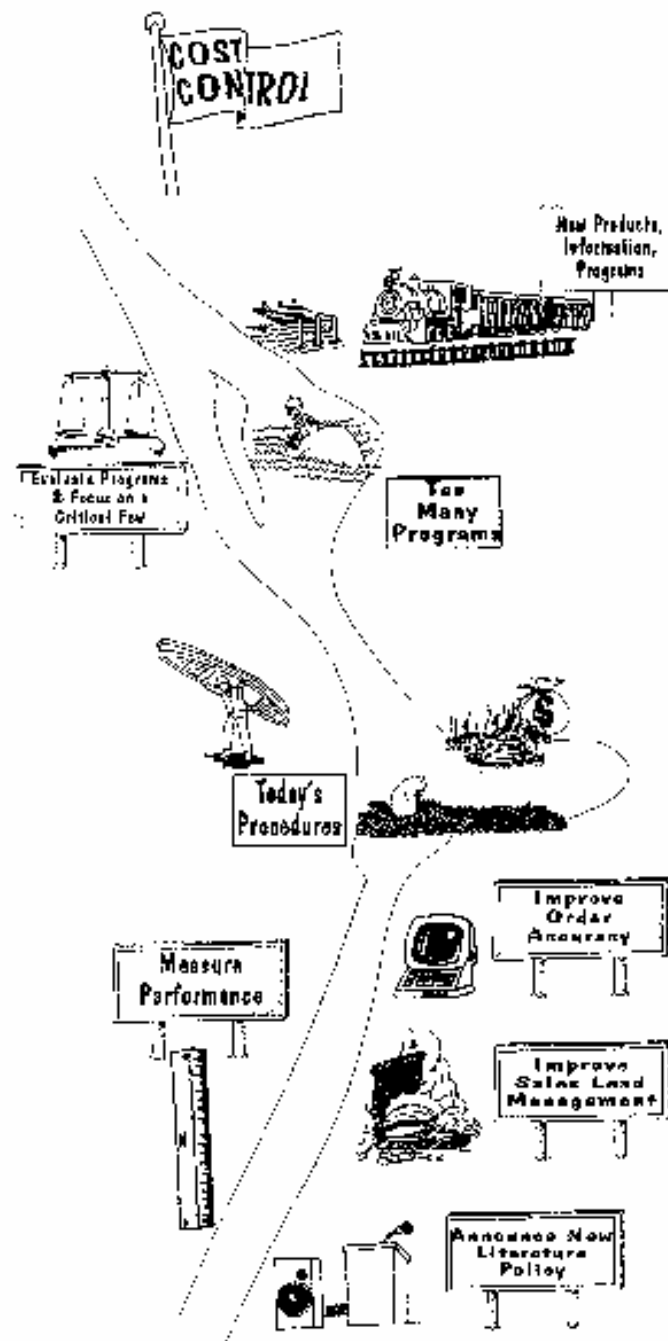 COST
CONTROL
New Products,
Information,
Programs
Evaluate Programs
& Focus on a
Critical Few
Too
Many
Programs
$
Today's
Procedures
Improve
Order
Accuracy
Measure
Performance
Improve
Sales Lead
Management
Announce New
Literature
Policy